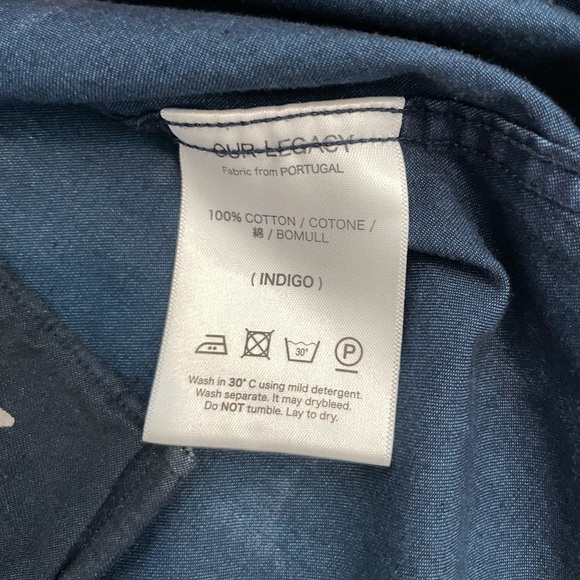 OUR LEGACY
Fabric from PORTUGAL
100% COTTON / COTONE /
綿 / BOMULL
( INDIGO )
30°
P
Wash in 30° C using mild detergent.
Wash separate. It may drybleed.
Do NOT tumble. Lay to dry.